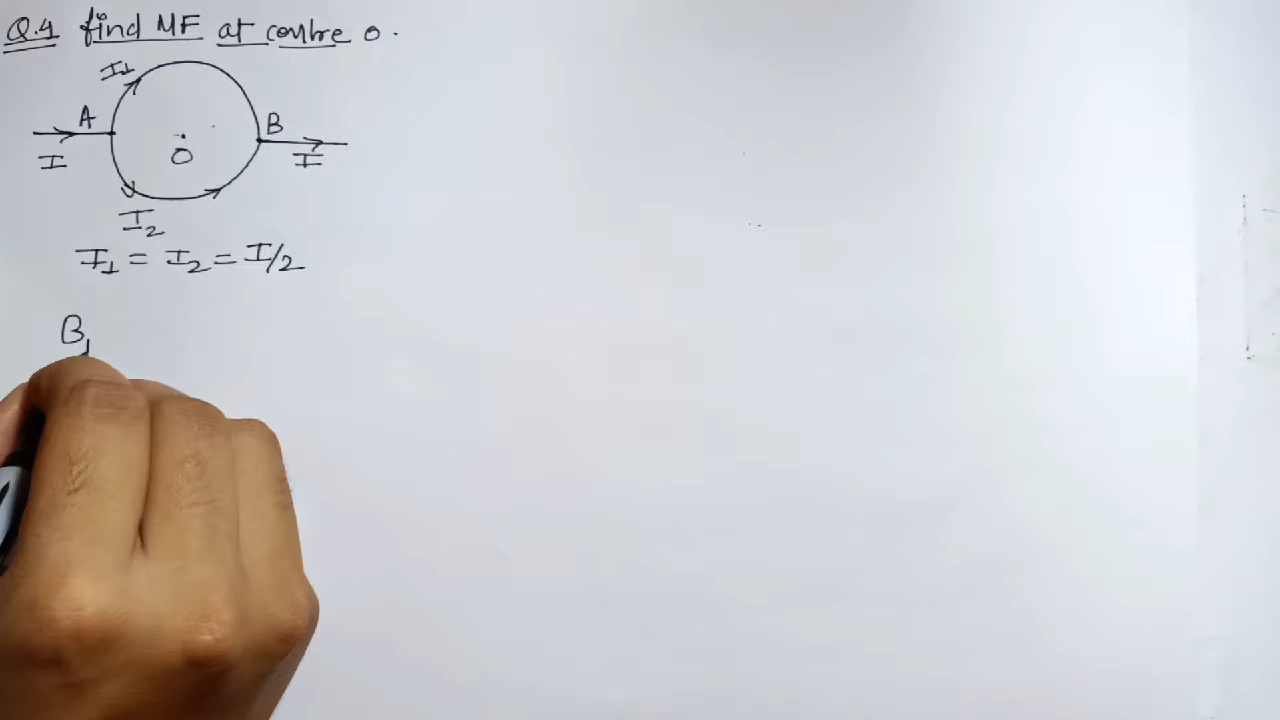 Q.4 find MF at centre O.
I1
A
B
I
O
I
I2
I1 = I2 = I/2
B1